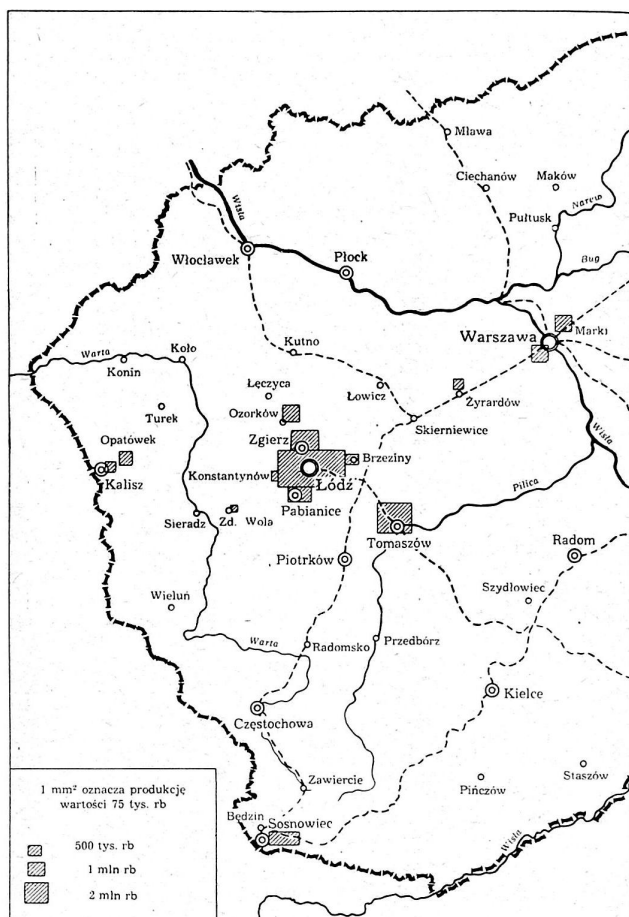 Mława
Ciechanów
Maków
Narew
Pułtusk
Wisła
Bug
Włocławek
Płock
Warszawa
Marki
Kutno
Warta
Koło
Konin
Łęczyca
Łowicz
Żyrardów
Turek
Ozorków
Skierniewice
Opatówek
Zgierz
Wisła
Brzeziny
Kalisz
Konstantynów
Łódź
Pilica
Pabianice
Sieradz
Zd. Wola
Tomaszów
Radom
Piotrków
Szydłowiec
Wieluń
Warta
Radomsko
Przedbórz
Kielce
Częstochowa
Zawiercie
Pińczów
Staszów
Będzin
Sosnowiec
Wisła
1 mm² oznacza produkcję
wartości 75 tys. rb
500 tys. rb
1 mln rb
2 mln rb